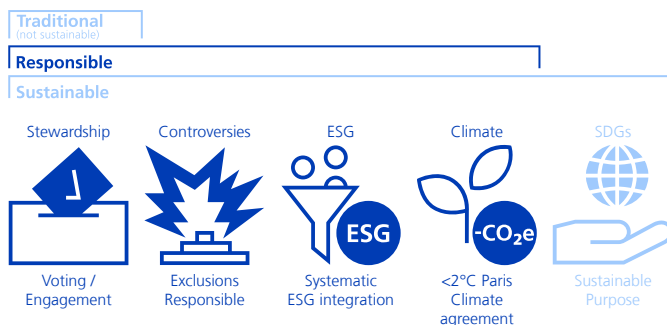 Traditional
(not sustainable)
Responsible
Sustainable
Stewardship
Controversies
ESG
Climate
SDGs
ESG
-CO₂e
Voting /
Engagement
Exclusions
Responsible
Systematic
ESG integration
<2°C Paris
Climate
agreement
Sustainable
Purpose